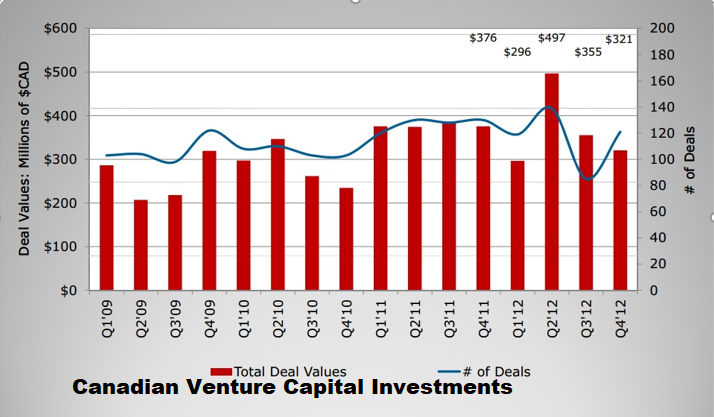 $600
$500
$400
$300
$200
$100
$0
Deal Values: Millions of $CAD
$376
$296
$497
$355
$321
200
180
160
140
120
100
80
60
40
20
0
# of Deals
Q1'09
Q2'09
Q3'09
Q4'09
Q1'10
Q2'10
Q3'10
Q4'10
Q1'11
Q2'11
Q3'11
Q4'11
Q1'12
Q2'12
Q3'12
Q4'12
Total Deal Values
# of Deals
Canadian Venture Capital Investments